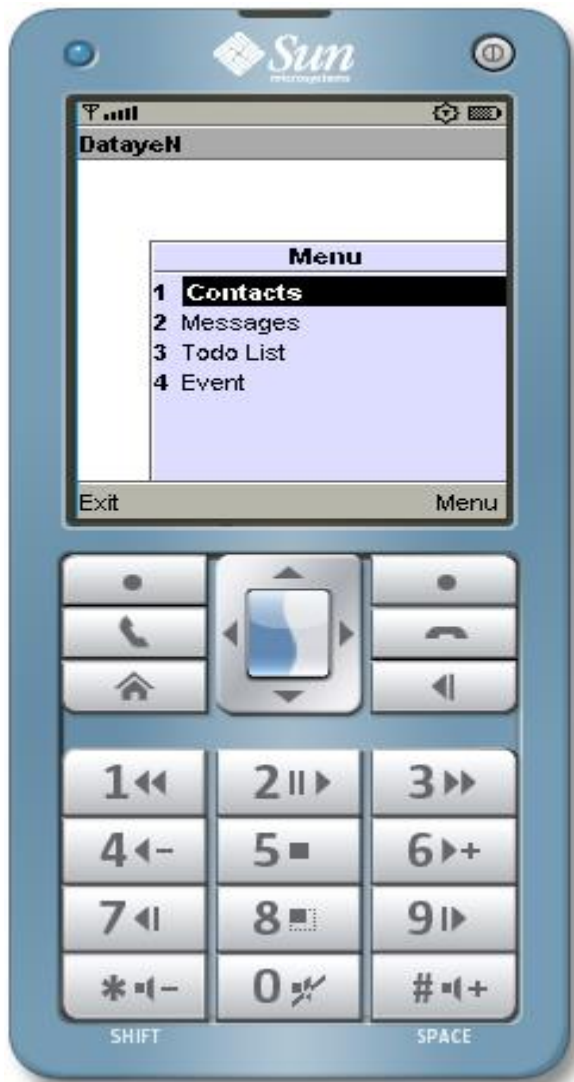 Sun
microsystems
DatayeN
Menu
1 Contacts
2 Messages
3 Todo List
4 Event
Exit Menu
1 2 3
4 - 5 6 +
7 8 9
* - 0 # +
SHIFT SPACE